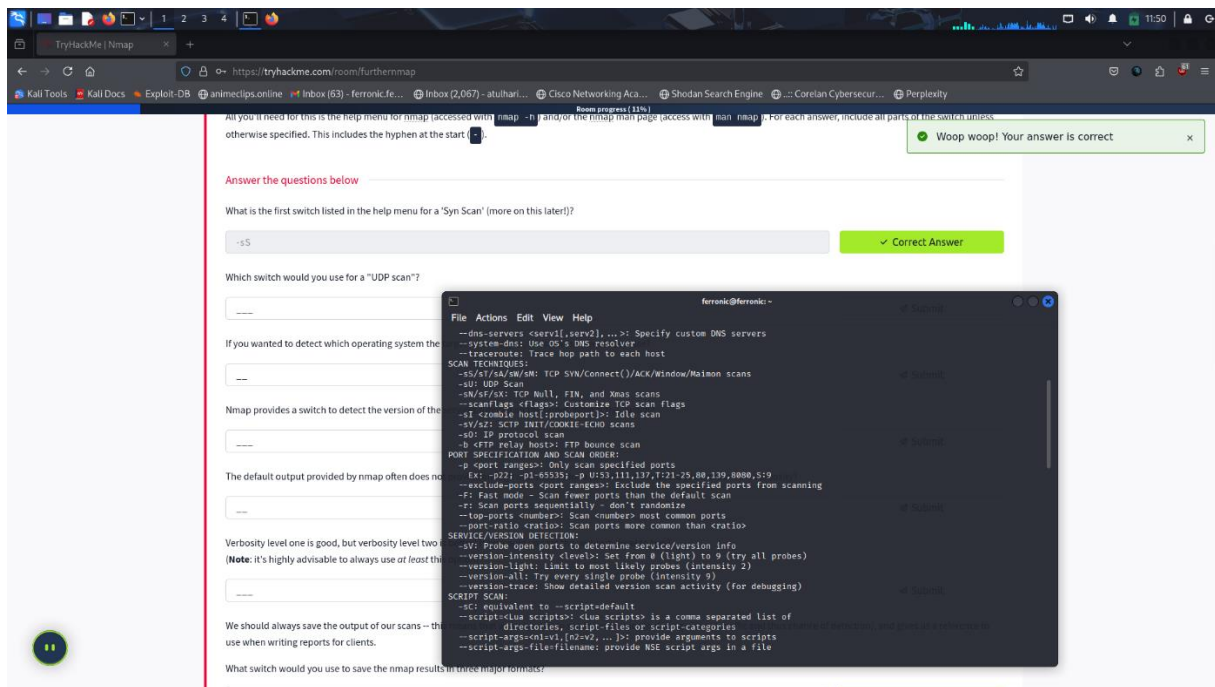 1 2 3 4
11:50
TryHackMe | Nmap
https://tryhackme.com/room/furthernmap
Kali Tools Kali Docs Exploit-DB animeclips.online Inbox (63) - ferronic.fe... Inbox (2,067) - atulhari... Cisco Networking Aca... Shodan Search Engine ..:: Corelan Cybersecur... Perplexity
Room progress ( 11% )
All you'll need for this is the help menu for nmap (accessed with nmap -h ) and/or the nmap man page (access with man nmap ). For each answer, include all parts of the switch unless
otherwise specified. This includes the hyphen at the start ( - ).
Woop woop! Your answer is correct
Answer the questions below
What is the first switch listed in the help menu for a 'Syn Scan' (more on this later!)?
-sS
Correct Answer
Which switch would you use for a "UDP scan"?
___
Submit
If you wanted to detect which operating system the
__
Submit
Nmap provides a switch to detect the version of the
___
Submit
The default output provided by nmap often does no
__
Submit
Verbosity level one is good, but verbosity level two i
(Note: it's highly advisable to always use at least thi
___
Submit
We should always save the output of our scans -- thi
use when writing reports for clients.
What switch would you use to save the nmap results in three major formats?
ferronic@ferronic: ~
File Actions Edit View Help
--dns-servers <serv1[,serv2],...>: Specify custom DNS servers
--system-dns: Use OS's DNS resolver
--traceroute: Trace hop path to each host
SCAN TECHNIQUES:
-sS/sT/sA/sW/sM: TCP SYN/Connect()/ACK/Window/Maimon scans
-sU: UDP Scan
-sN/sF/sX: TCP Null, FIN, and Xmas scans
--scanflags <flags>: Customize TCP scan flags
-sI <zombie host[:probeport]>: Idle scan
-sY/sZ: SCTP INIT/COOKIE-ECHO scans
-sO: IP protocol scan
-b <FTP relay host>: FTP bounce scan
PORT SPECIFICATION AND SCAN ORDER:
-p <port ranges>: Only scan specified ports
Ex: -p22; -p1-65535; -p U:53,111,137,T:21-25,80,139,8080,S:9
--exclude-ports <port ranges>: Exclude the specified ports from scanning
-F: Fast mode - Scan fewer ports than the default scan
-r: Scan ports sequentially - don't randomize
--top-ports <number>: Scan <number> most common ports
--port-ratio <ratio>: Scan ports more common than <ratio>
SERVICE/VERSION DETECTION:
-sV: Probe open ports to determine service/version info
--version-intensity <level>: Set from 0 (light) to 9 (try all probes)
--version-light: Limit to most likely probes (intensity 2)
--version-all: Try every single probe (intensity 9)
--version-trace: Show detailed version scan activity (for debugging)
SCRIPT SCAN:
-sC: equivalent to --script=default
--script=<Lua scripts>: <Lua scripts> is a comma separated list of
directories, script-files or script-categories
--script-args=<n1=v1,[n2=v2,...]>: provide arguments to scripts
--script-args-file=filename: provide NSE script args in a file